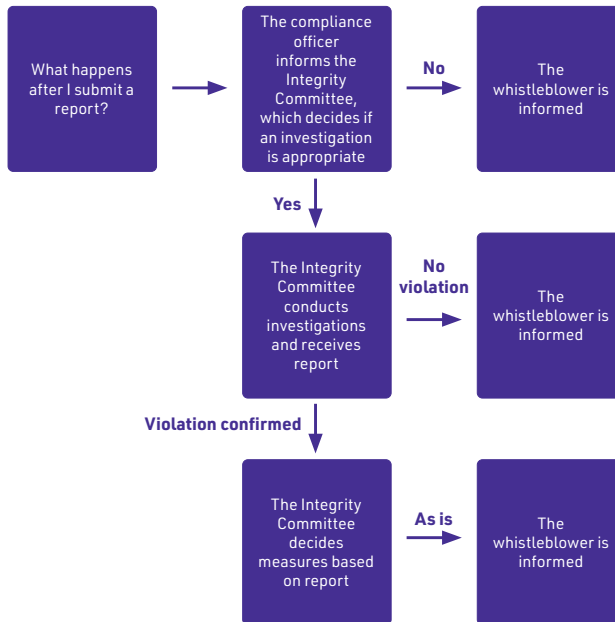 What happens
after I submit a
report?
The compliance
officer
informs the
Integrity
Committee,
which decides if
an investigation
is appropriate
No
The
whistleblower is
informed
Yes
The Integrity
Committee
conducts
investigations
and receives
report
No
violation
The
whistleblower is
informed
Violation confirmed
The Integrity
Committee
decides
measures based
on report
As is
The
whistleblower is
informed